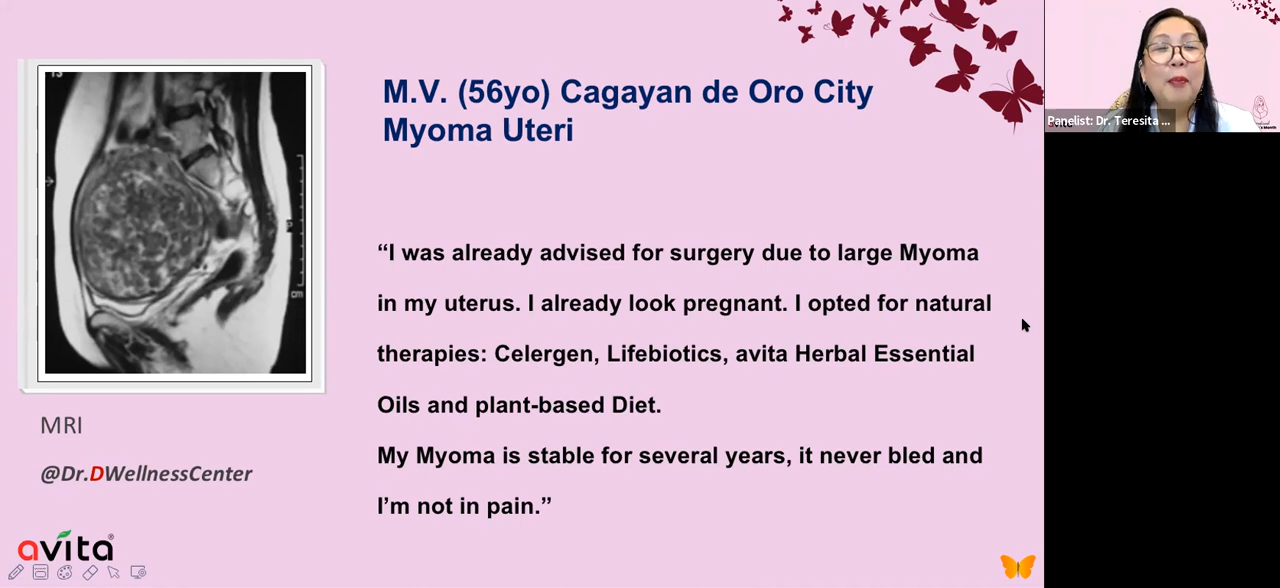 M.V. (56yo) Cagayan de Oro City
Myoma Uteri
“I was already advised for surgery due to large Myoma
in my uterus. I already look pregnant. I opted for natural
therapies: Celergen, Lifebiotics, avita Herbal Essential
Oils and plant-based Diet.
My Myoma is stable for several years, it never bled and
I’m not in pain.”
MRI
@Dr.DWellnessCenter
avita®
cm
Panelist: Dr. Teresita ...